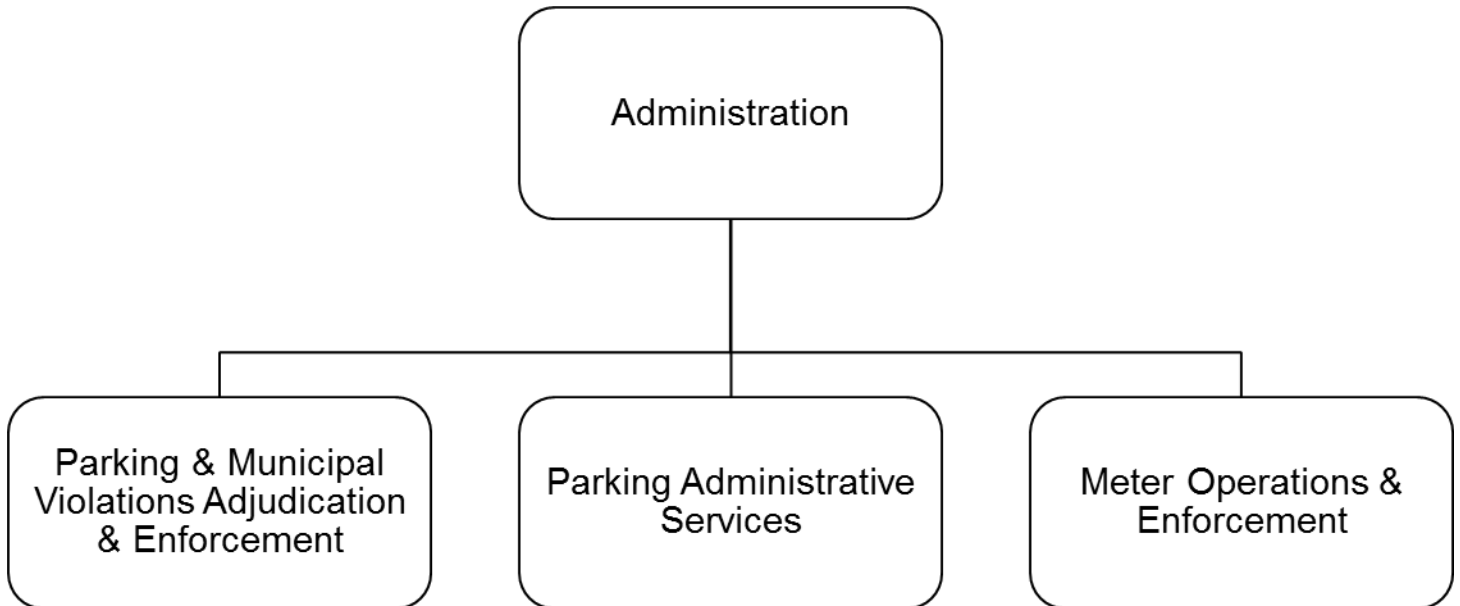 Administration
Parking & Municipal
Violations Adjudication
& Enforcement
Parking Administrative
Services
Meter Operations &
Enforcement